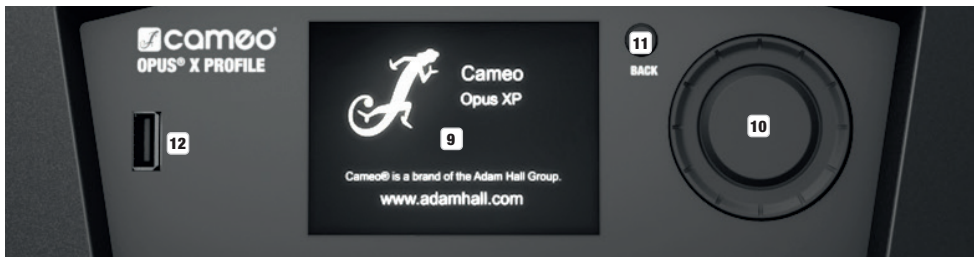 cameo®
OPUS® X PROFILE
12
Cameo
Opus XP
9
Cameo® is a brand of the Adam Hall Group.
www.adamhall.com
11
BACK
10